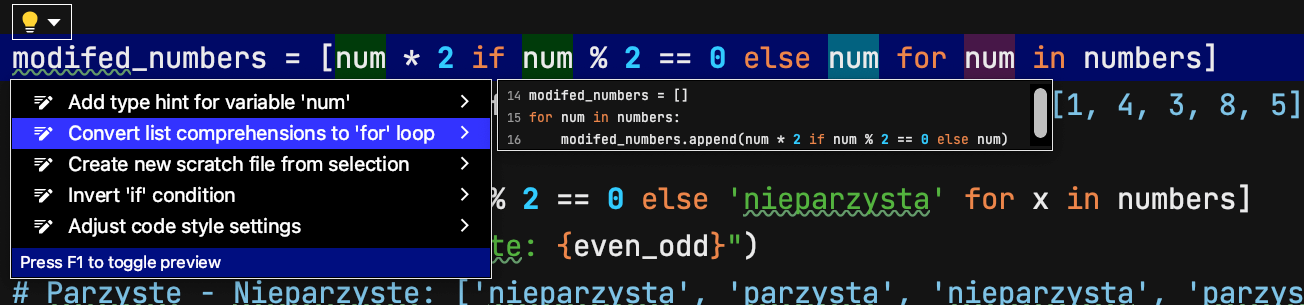 modifed_numbers = [num * 2 if num % 2 == 0 else num for num in numbers]
Add type hint for variable 'num'
Convert list comprehensions to 'for' loop
Create new scratch file from selection
Invert 'if' condition
Adjust code style settings
Press F1 to toggle preview
14 modifed_numbers = []
15 for num in numbers:
16 modifed_numbers.append(num * 2 if num % 2 == 0 else num)
[1, 4, 3, 8, 5]
% 2 == 0 else 'nieparzysta' for x in numbers]
te: {even_odd}")
# Parzyste - Nieparzyste: ['nieparzysta', 'parzysta', 'nieparzysta', 'parzys